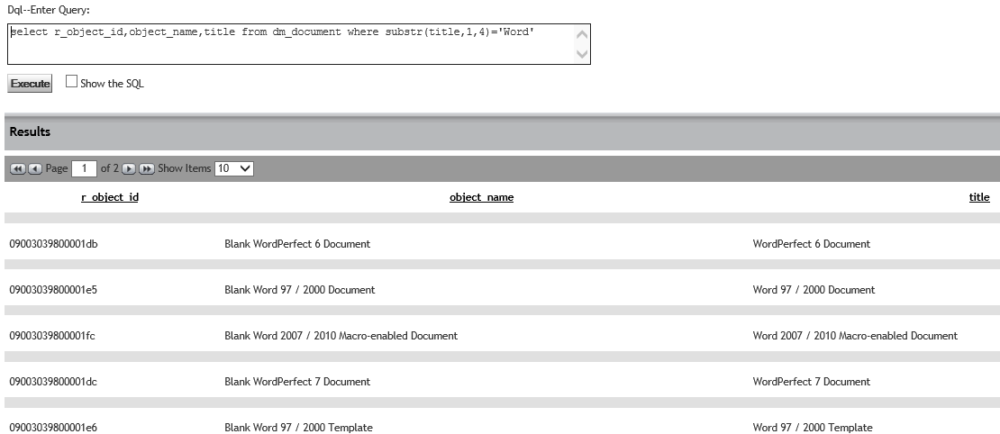 Dql--Enter Query:
select r_object_id,object_name,title from dm_document where substr(title,1,4)='Word'
Execute Show the SQL
Results
Page 1 of 2 Show Items 10
r_object_id object_name title
09003039800001db Blank WordPerfect 6 Document WordPerfect 6 Document
09003039800001e5 Blank Word 97 / 2000 Document Word 97 / 2000 Document
09003039800001fc Blank Word 2007 / 2010 Macro-enabled Document Word 2007 / 2010 Macro-enabled Document
09003039800001dc Blank WordPerfect 7 Document WordPerfect 7 Document
09003039800001e6 Blank Word 97 / 2000 Template Word 97 / 2000 Template